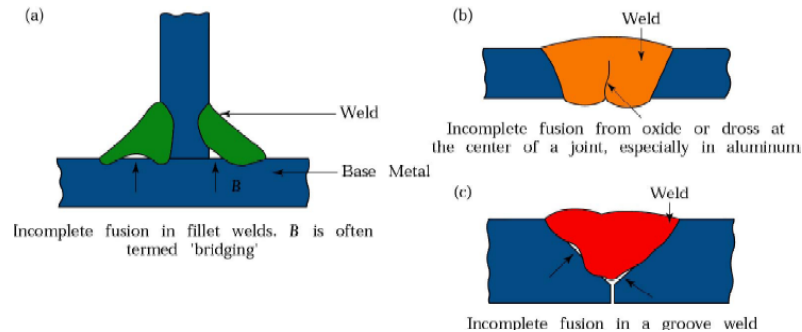 (a)
Weld
Base Metal
B
Incomplete fusion in fillet welds. B is often
termed 'bridging'
(b)
Weld
Incomplete fusion from oxide or dross at
the center of a joint, especially in aluminum
(c)
Weld
Incomplete fusion in a groove weld